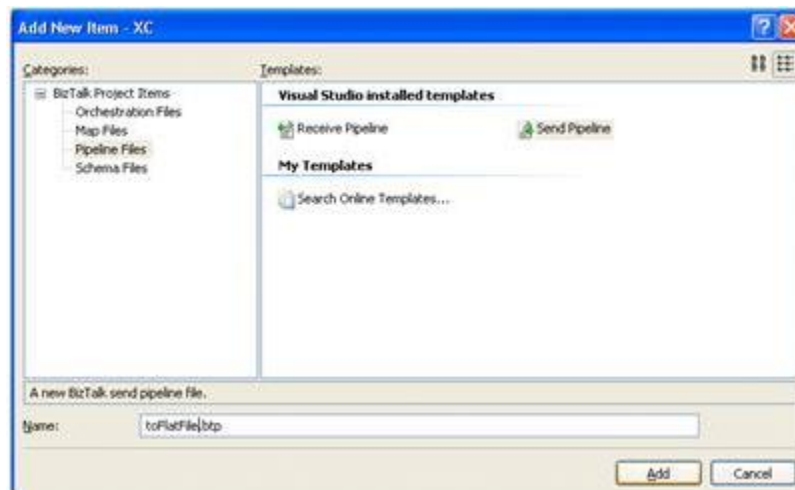 Add New Item - XC
Categories:
Templates:
BizTalk Project Items
Orchestration Files
Map Files
Pipeline Files
Schema Files
Visual Studio installed templates
Receive Pipeline
Send Pipeline
My Templates
Search Online Templates...
A new BizTalk send pipeline file.
Name:
toFlatFile.btp
Add
Cancel